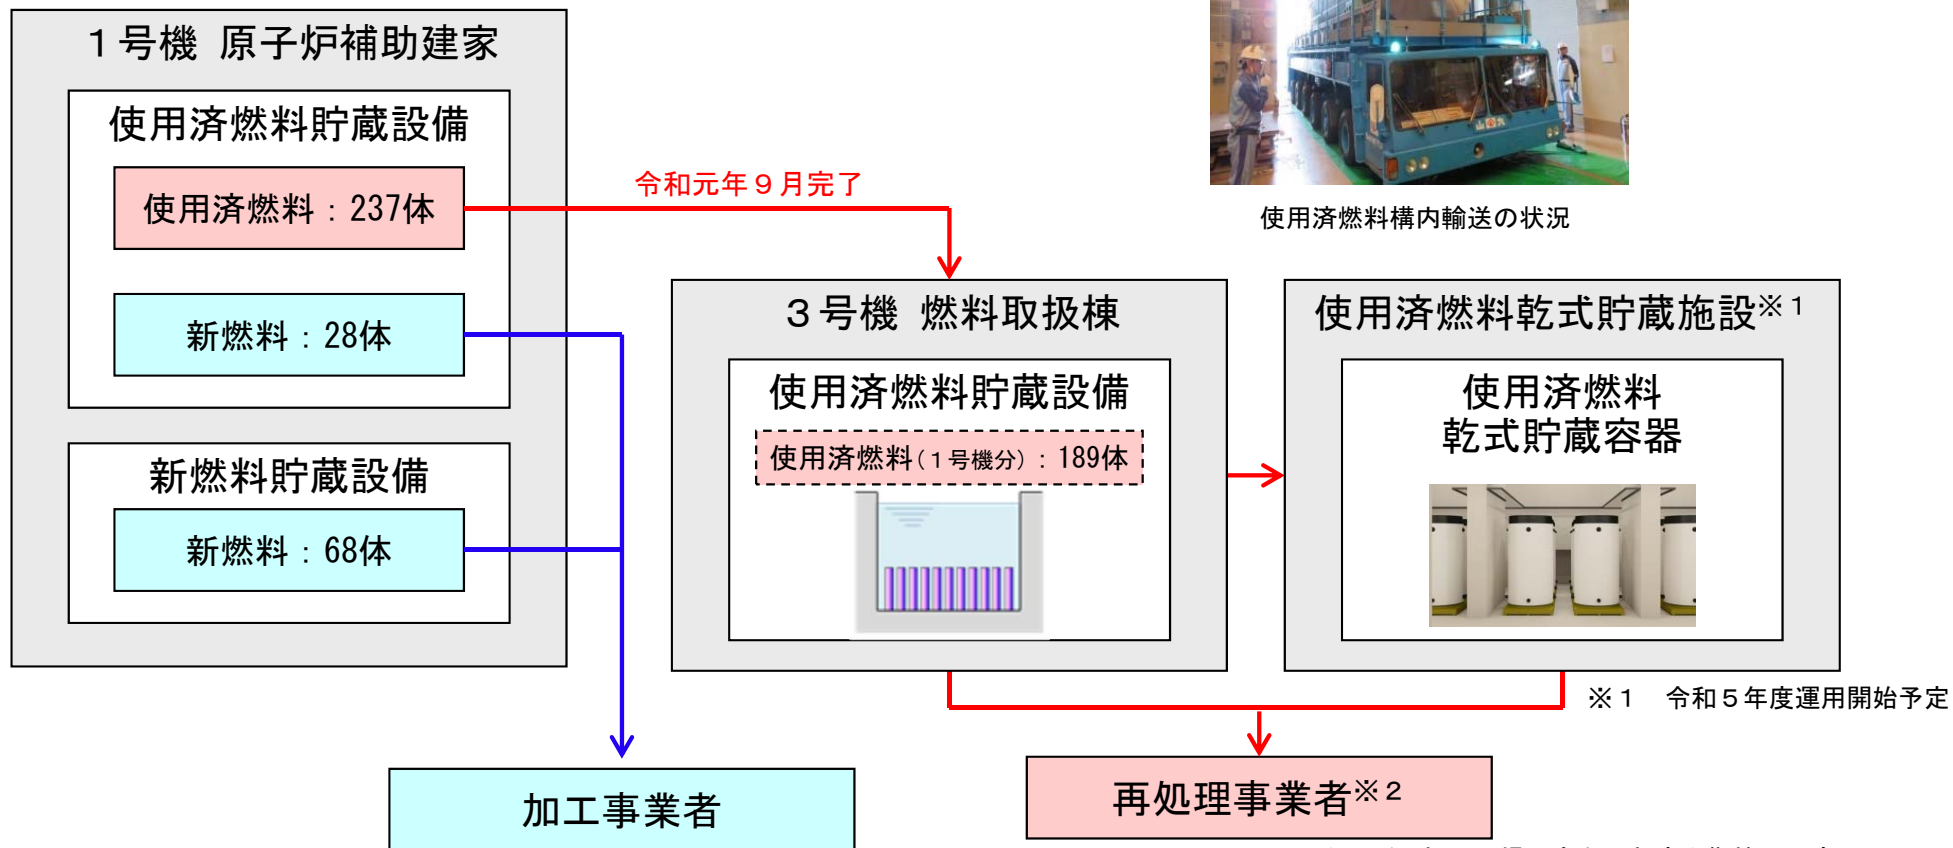 １号機 原子炉補助建家
使用済燃料貯蔵設備
使用済燃料：237体
新燃料：28体
新燃料貯蔵設備
新燃料：68体
令和元年９月完了
使用済燃料構内輸送の状況
３号機 燃料取扱棟
使用済燃料貯蔵設備
使用済燃料(１号機分)：189体
使用済燃料乾式貯蔵施設※１
使用済燃料
乾式貯蔵容器
※１　令和５年度運用開始予定
加工事業者
再処理事業者※２